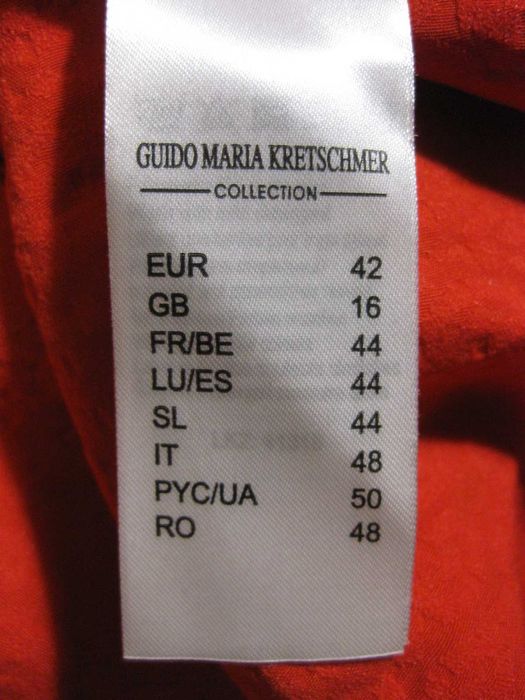 GUIDO MARIA KRETSCHMER
COLLECTION
EUR 42
GB 16
FR/BE 44
LU/ES 44
SL 44
IT 48
РУС/UA 50
RO 48